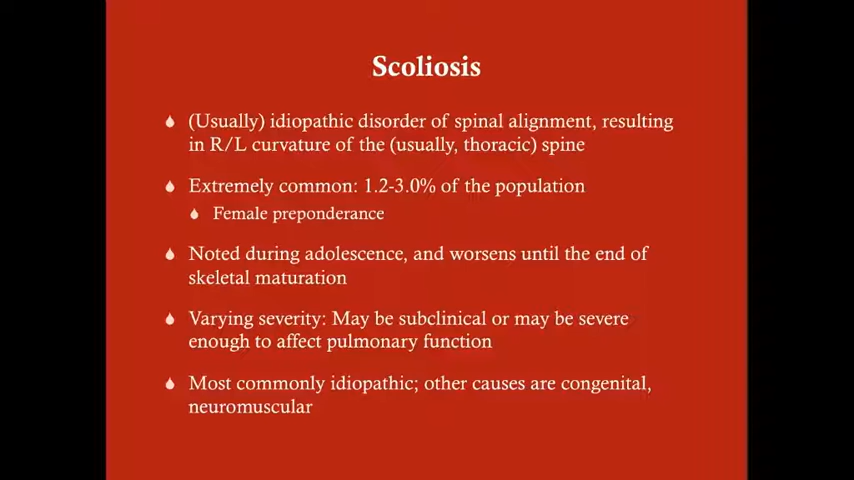 Scoliosis
(Usually) idiopathic disorder of spinal alignment, resulting
in R/L curvature of the (usually, thoracic) spine
Extremely common: 1.2-3.0% of the population
Female preponderance
Noted during adolescence, and worsens until the end of
skeletal maturation
Varying severity: May be subclinical or may be severe
enough to affect pulmonary function
Most commonly idiopathic; other causes are congenital,
neuromuscular